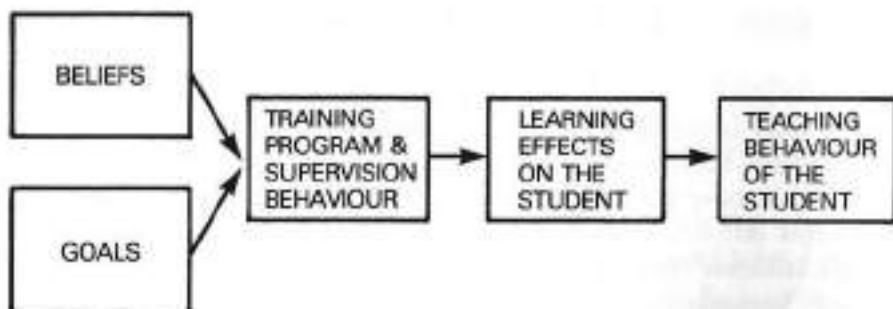 BELIEFS
GOALS
TRAINING
PROGRAM &
SUPERVISION
BEHAVIOUR
LEARNING
EFFECTS
ON THE
STUDENT
TEACHING
BEHAVIOUR
OF THE
STUDENT